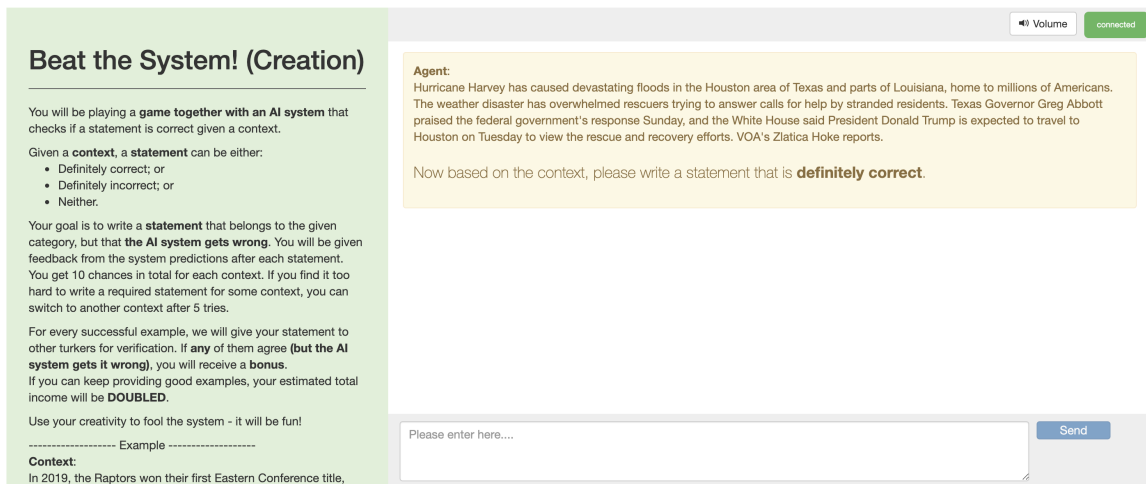 Beat the System! (Creation)
You will be playing a game together with an AI system that
checks if a statement is correct given a context.
Given a context, a statement can be either:
• Definitely correct; or
• Definitely incorrect; or
• Neither.
Your goal is to write a statement that belongs to the given
category, but that the AI system gets wrong. You will be given
feedback from the system predictions after each statement.
You get 10 chances in total for each context. If you find it too
hard to write a required statement for some context, you can
switch to another context after 5 tries.
For every successful example, we will give your statement to
other turkers for verification. If any of them agree (but the AI
system gets it wrong), you will receive a bonus.
If you can keep providing good examples, your estimated total
income will be DOUBLED.
Use your creativity to fool the system - it will be fun!
------------------- Example -------------------
Context:
In 2019, the Raptors won their first Eastern Conference title,
Volume
connected
Agent:
Hurricane Harvey has caused devastating floods in the Houston area of Texas and parts of Louisiana, home to millions of Americans.
The weather disaster has overwhelmed rescuers trying to answer calls for help by stranded residents. Texas Governor Greg Abbott
praised the federal government's response Sunday, and the White House said President Donald Trump is expected to travel to
Houston on Tuesday to view the rescue and recovery efforts. VOA's Zlatica Hoke reports.
Now based on the context, please write a statement that is definitely correct.
Please enter here....
Send